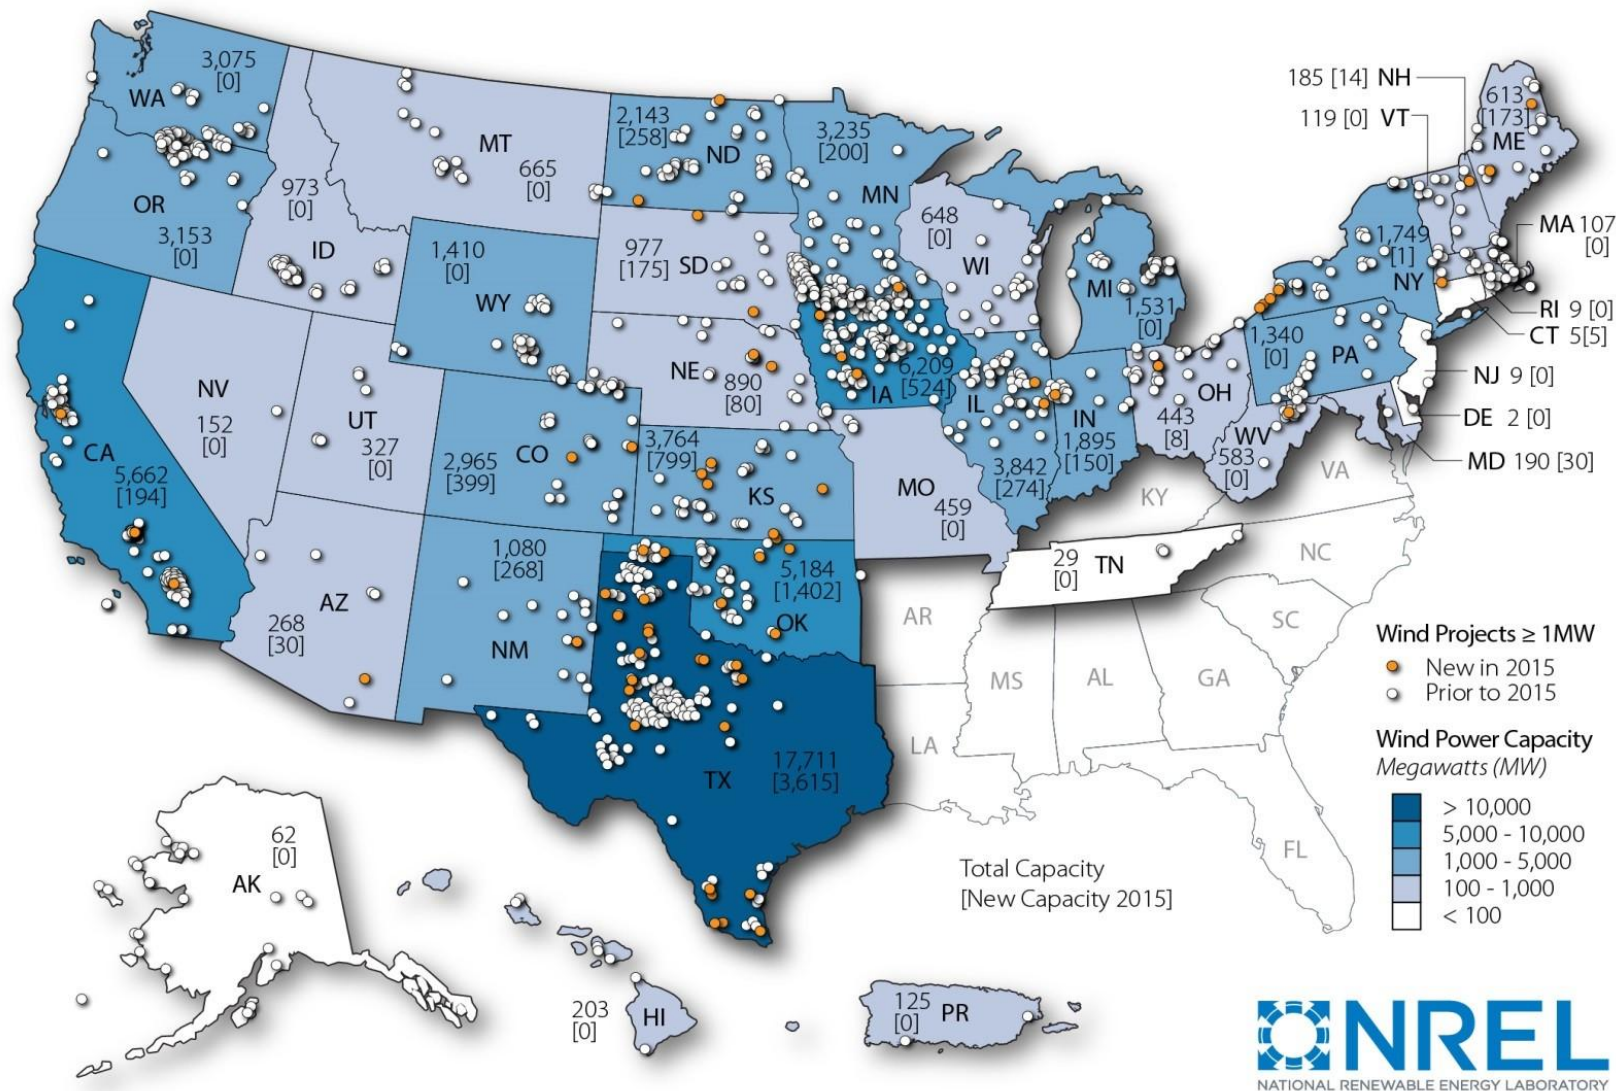 3,075
[0]
WA
OR
3,153
[0]
973
[0]
ID
MT
665
[0]
2,143
[258]
ND
3,235
[200]
MN
648
[0]
WI
977
[175]
SD
1,410
[0]
WY
NV
152
[0]
UT
327
[0]
CA
5,662
[194]
2,965
[399]
CO
NE
890
[80]
6,209
IA [524]
3,764
[799]
KS
MO
459
[0]
IL
3,842
[274]
IN
1,895
[150]
MI
1,531
[0]
OH
443
[8]
WV
583
[0]
1,340
[0]
PA
1,749
[1]
NY
185 [14] NH
119 [0] VT
613
[173]
ME
MA 107
[0]
RI 9 [0]
CT 5[5]
NJ 9 [0]
DE 2 [0]
MD 190 [30]
VA
KY
NC
29
[0]
TN
SC
AR
MS
AL
GA
LA
FL
AZ
268
[30]
1,080
[268]
NM
5,184
[1,402]
OK
TX
17,711
[3,615]
62
[0]
AK
203
[0]
HI
125
[0]
PR
Total Capacity
[New Capacity 2015]
Wind Projects ≥ 1MW
New in 2015
Prior to 2015
Wind Power Capacity
Megawatts (MW)
> 10,000
5,000 - 10,000
1,000 - 5,000
100 - 1,000
< 100
NREL
NATIONAL RENEWABLE ENERGY LABORATORY